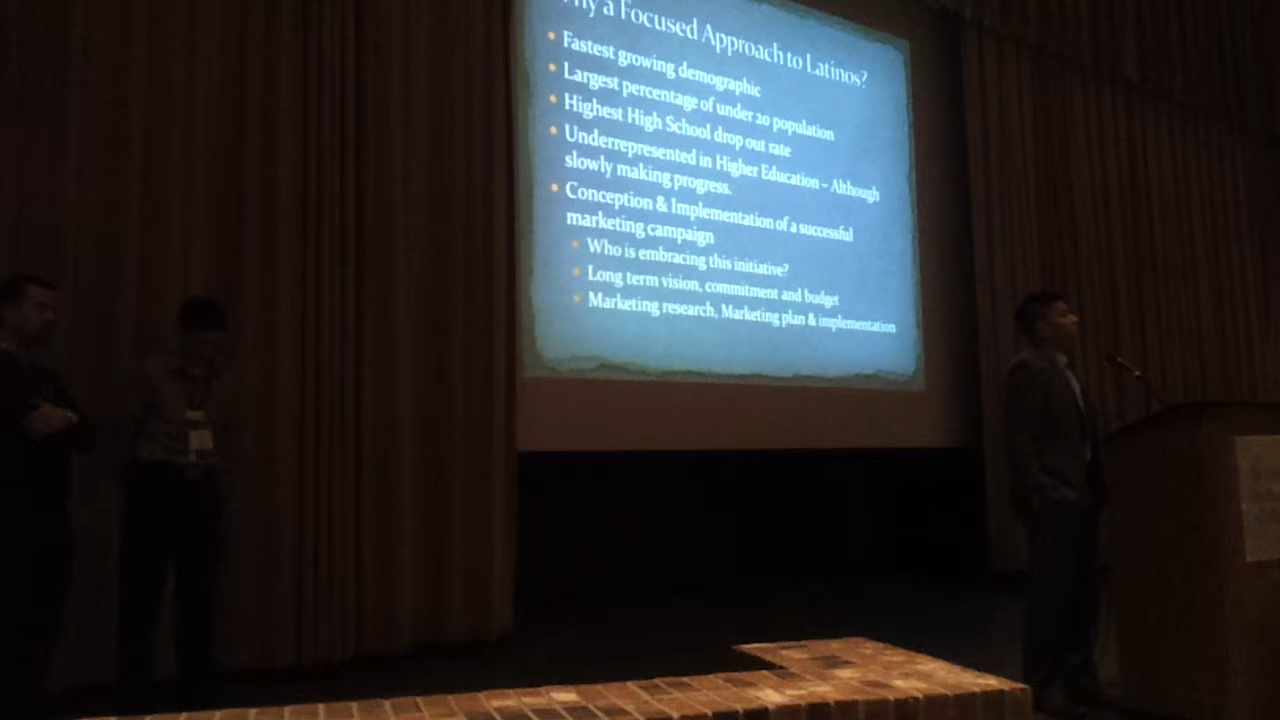 a Focused Approach to Latinos?
Fastest growing demographic
Largest percentage of under 20 population
Highest High School drop out rate
Underrepresented in Higher Education – Although
slowly making progress.
Conception & Implementation of a successful
marketing campaign
Who is embracing this initiative?
Long term vision, commitment and budget
Marketing research, Marketing plan & implementation